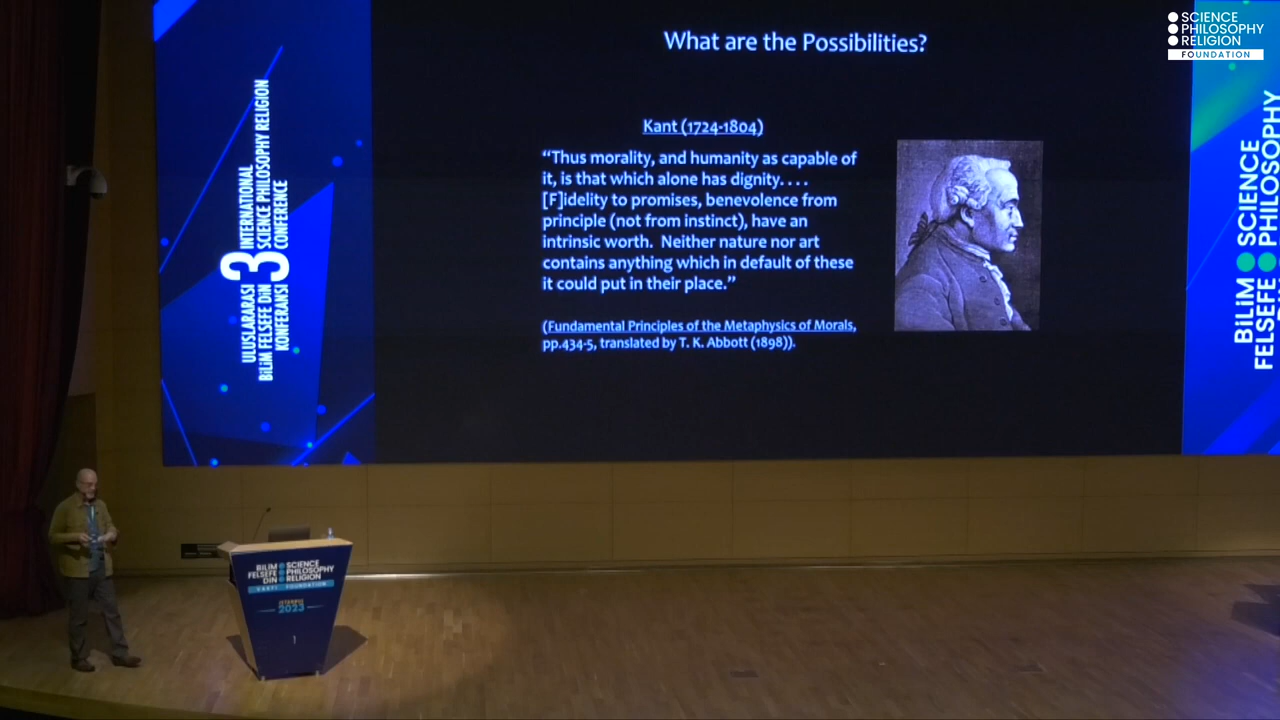 What are the Possibilities?
Kant (1724-1804)
“Thus morality, and humanity as capable of
it, is that which alone has dignity. . . .
[F]idelity to promises, benevolence from
principle (not from instinct), have an
intrinsic worth.  Neither nature nor art
contains anything which in default of these
it could put in their place.”
(Fundamental Principles of the Metaphysics of Morals,
pp.434-5, translated by T. K. Abbott (1898)).
ULUSLARARASI
BİLİM FELSEFE DİN
KONFERANSI
3
INTERNATIONAL
SCIENCE PHILOSOPHY RELIGION
CONFERENCE
SCIENCE
PHILOSOPHY
RELIGION
FOUNDATION
BİLİM SCIENCE
FELSEFE PHILOSOPHY
BİLİM SCIENCE
FELSEFE PHILOSOPHY
DİN RELIGION
VAKFI FOUNDATION
İSTANBUL
2023